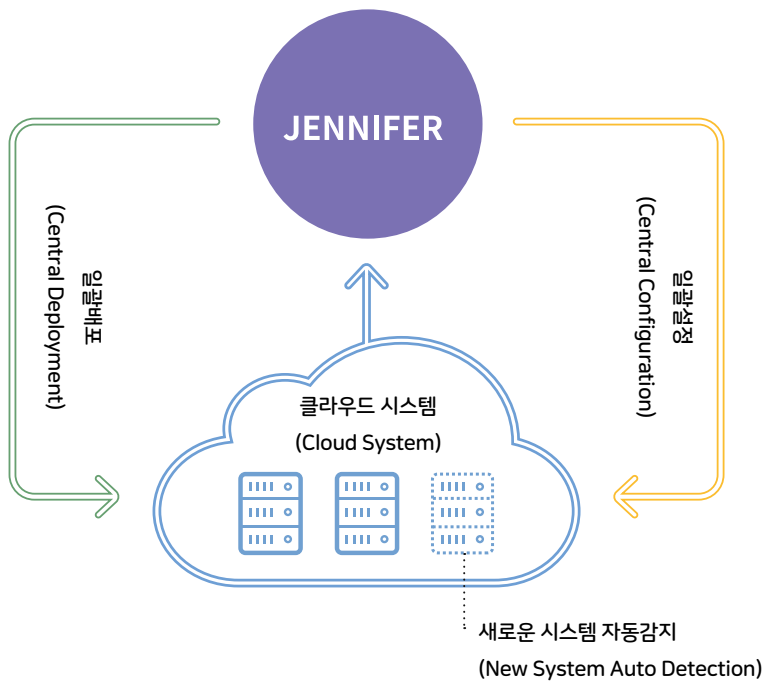 JENNIFER
일괄배포
(Central Deployment)
일괄설정
(Central Configuration)
클라우드 시스템
(Cloud System)
새로운 시스템 자동감지
(New System Auto Detection)